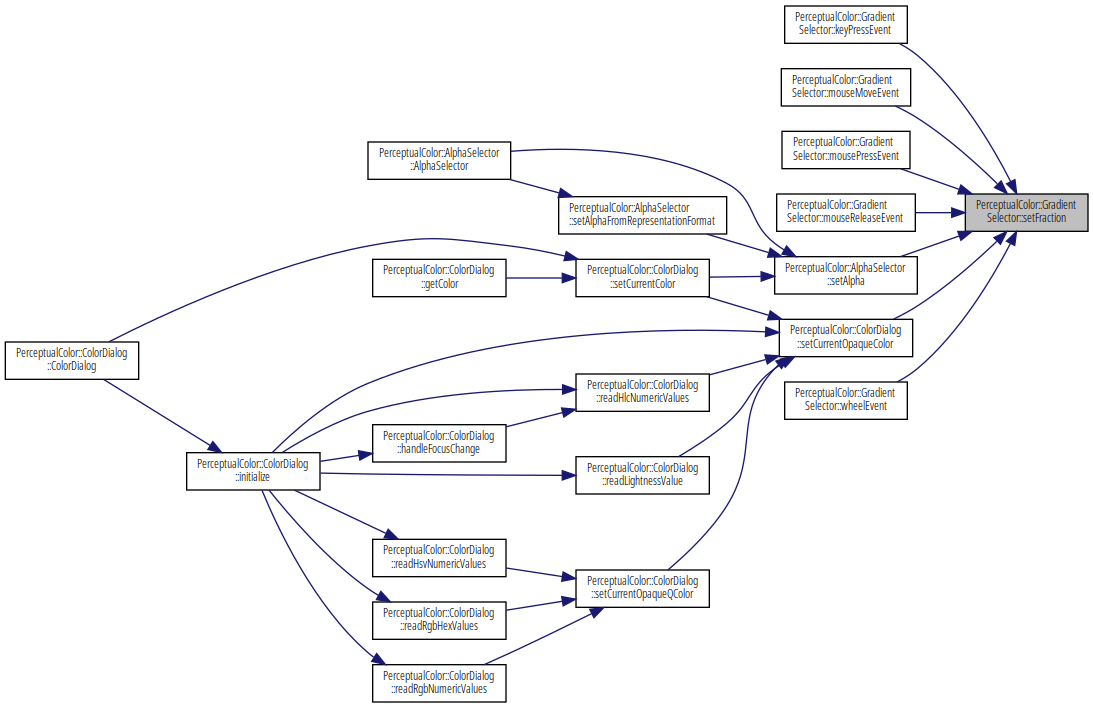 PerceptualColor::Gradient
Selector::keyPressEvent
PerceptualColor::Gradient
Selector::mouseMoveEvent
PerceptualColor::Gradient
Selector::mousePressEvent
PerceptualColor::AlphaSelector
::AlphaSelector
PerceptualColor::Gradient
Selector::mouseReleaseEvent
PerceptualColor::Gradient
Selector::setFraction
PerceptualColor::AlphaSelector
::setAlphaFromRepresentationFormat
PerceptualColor::ColorDialog
::getColor
PerceptualColor::ColorDialog
::setCurrentColor
PerceptualColor::AlphaSelector
::setAlpha
PerceptualColor::ColorDialog
::ColorDialog
PerceptualColor::ColorDialog
::setCurrentOpaqueColor
PerceptualColor::ColorDialog
::readHlcNumericValues
PerceptualColor::Gradient
Selector::wheelEvent
PerceptualColor::ColorDialog
::handleFocusChange
PerceptualColor::ColorDialog
::initialize
PerceptualColor::ColorDialog
::readLightnessValue
PerceptualColor::ColorDialog
::readHsvNumericValues
PerceptualColor::ColorDialog
::setCurrentOpaqueQColor
PerceptualColor::ColorDialog
::readRgbHexValues
PerceptualColor::ColorDialog
::readRgbNumericValues